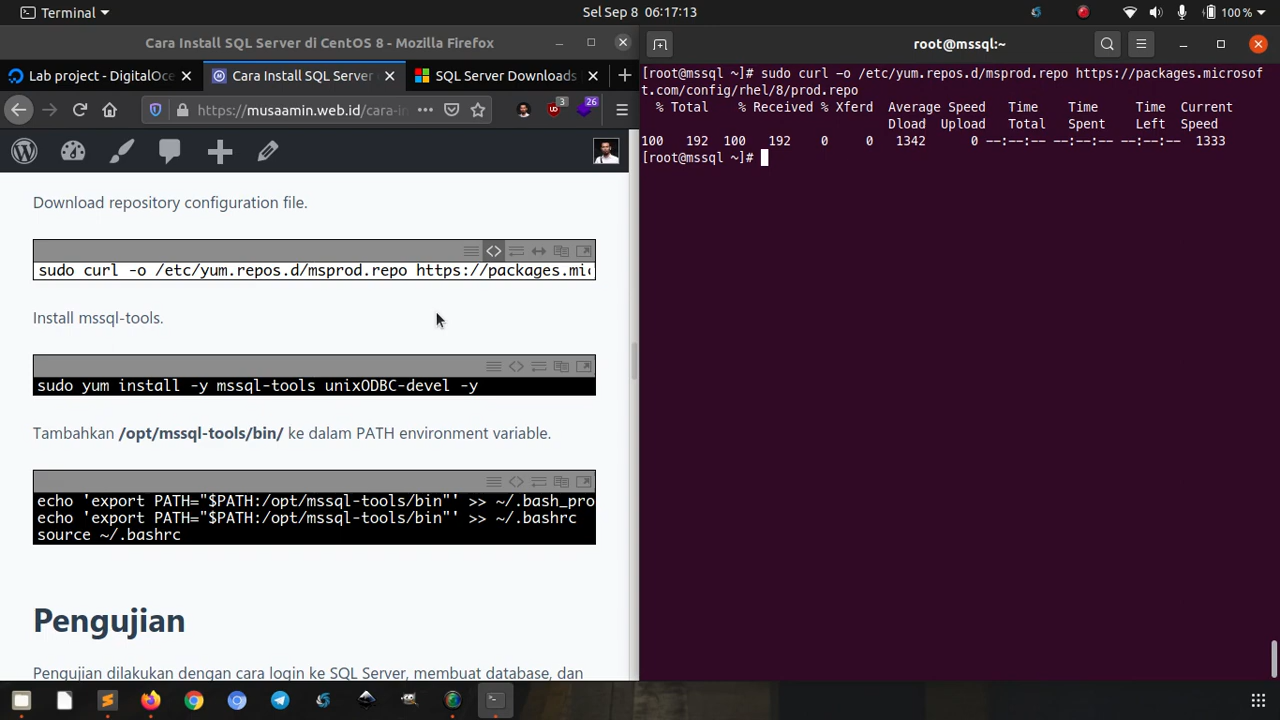 Terminal
Sel Sep 8 06:17:13
100 %
Cara Install SQL Server di CentOS 8 - Mozilla Firefox
Lab project - DigitalOce
Cara Install SQL Server
SQL Server Downloads
https://musaamin.web.id/cara-in
3
26
Download repository configuration file.
sudo curl -o /etc/yum.repos.d/msprod.repo https://packages.mic
Install mssql-tools.
sudo yum install -y mssql-tools unixODBC-devel -y
Tambahkan /opt/mssql-tools/bin/ ke dalam PATH environment variable.
echo 'export PATH="$PATH:/opt/mssql-tools/bin"' >> ~/.bash_pro
echo 'export PATH="$PATH:/opt/mssql-tools/bin"' >> ~/.bashrc
source ~/.bashrc
Pengujian
Pengujian dilakukan dengan cara login ke SQL Server, membuat database, dan
root@mssql:~
[root@mssql ~]# sudo curl -o /etc/yum.repos.d/msprod.repo https://packages.microsof
t.com/config/rhel/8/prod.repo
% Total % Received % Xferd Average Speed Time Time Time Current
Dload Upload Total Spent Left Speed
100 192 100 192 0 0 1342 0 --:--:-- --:--:-- --:--:-- 1333
[root@mssql ~]#